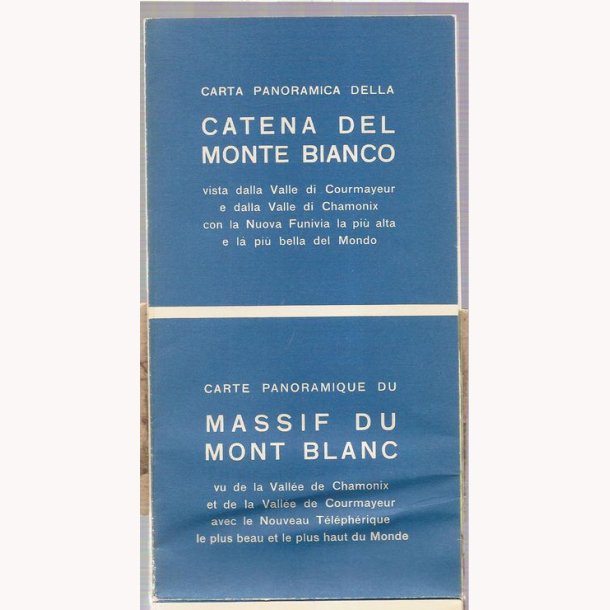 CARTA PANORAMICA DELLA
CATENA DEL
MONTE BIANCO
vista dalla Valle di Courmayeur
e dalla Valle di Chamonix
con la Nuova Funivia la più alta
e la più bella del Mondo
CARTE PANORAMIQUE DU
MASSIF DU
MONT BLANC
vu de la Vallée de Chamonix
et de la Vallée de Courmayeur
avec le Nouveau Téléphérique
le plus beau et le plus haut du Monde